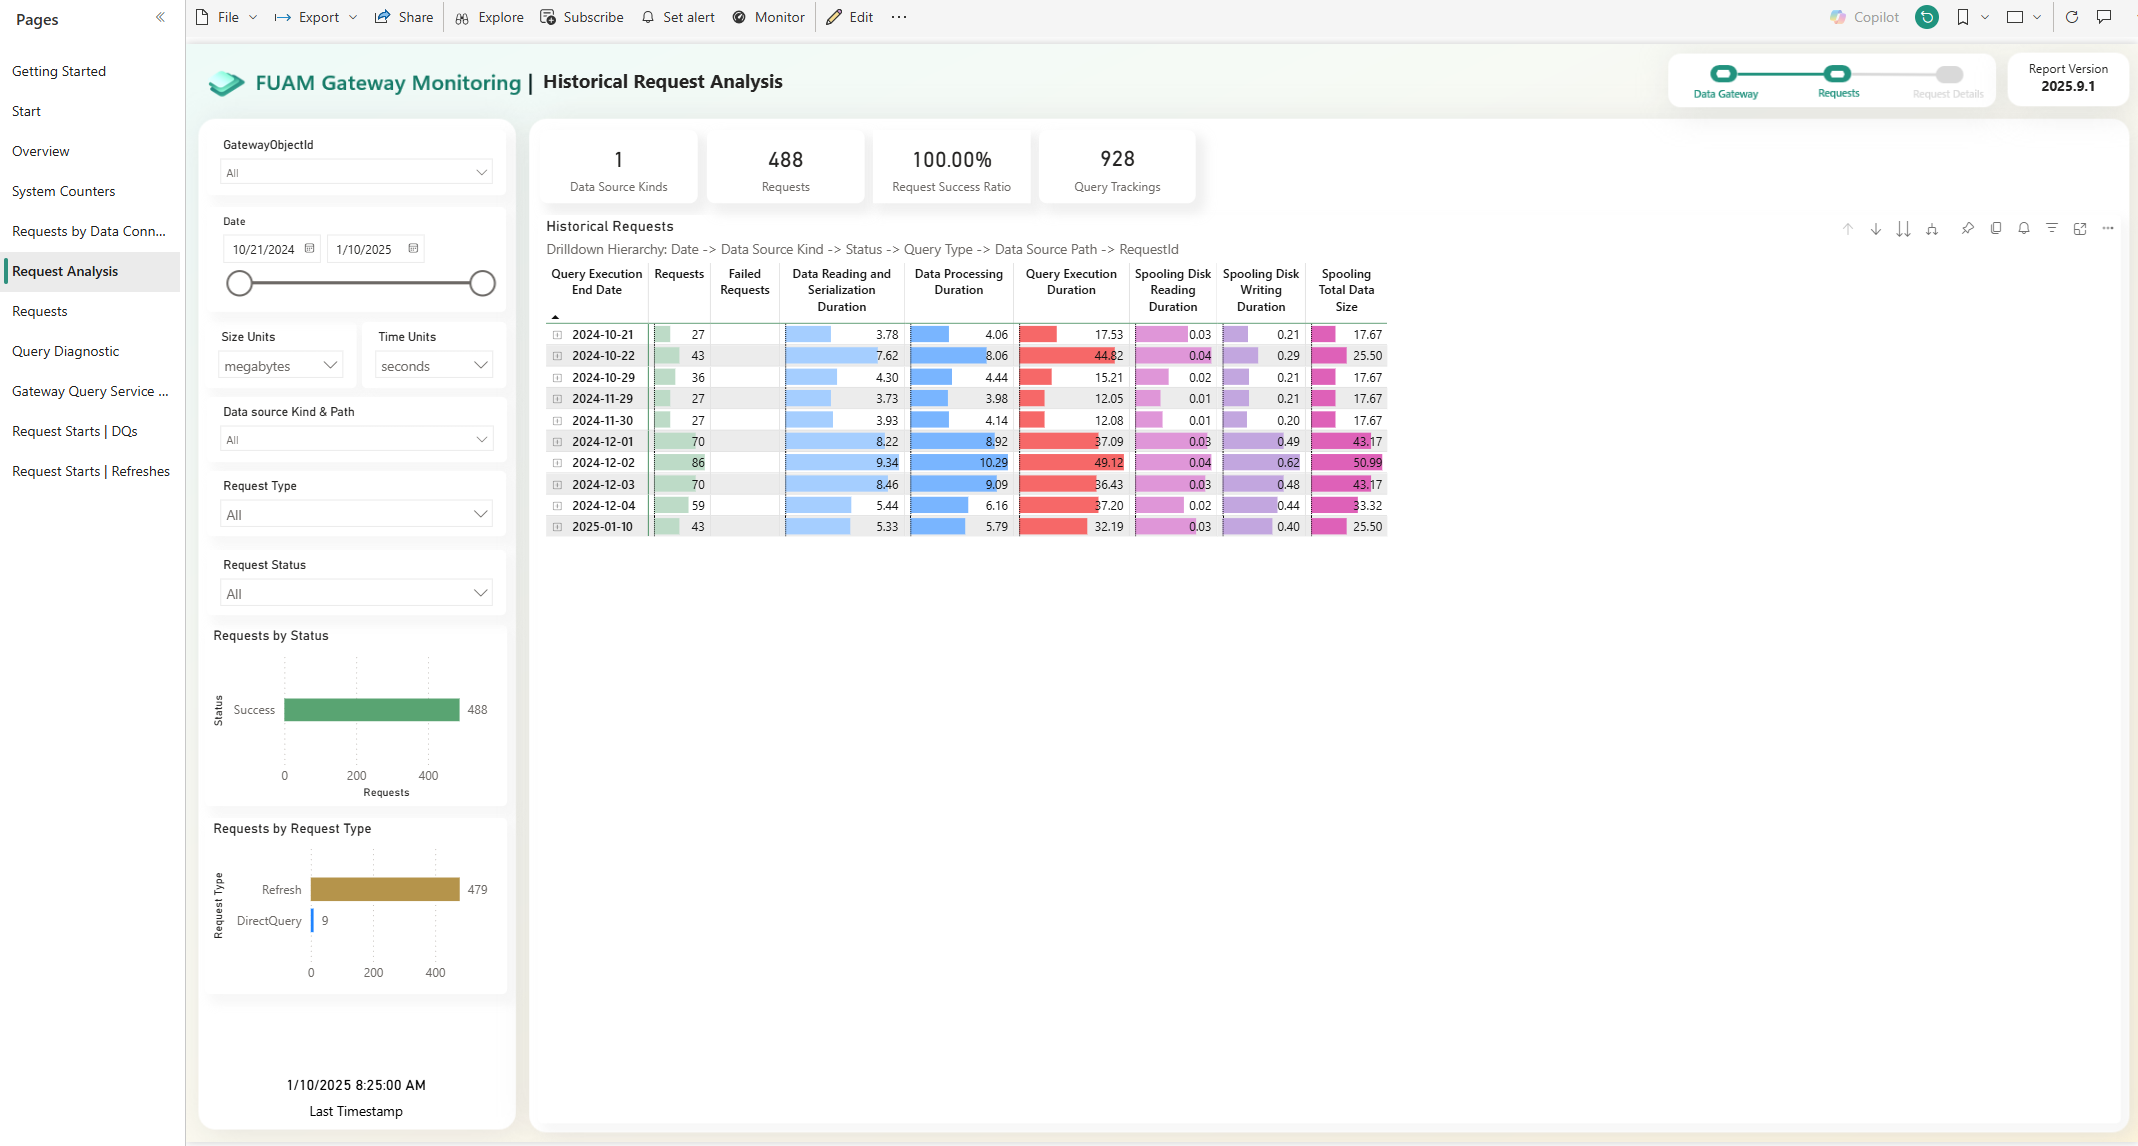 Pages
Getting Started
Start
Overview
System Counters
Requests by Data Conn...
Request Analysis
Requests
Query Diagnostic
Gateway Query Service ...
Request Starts | DQs
Request Starts | Refreshes
File Export Share Explore Subscribe Set alert Monitor Edit
Copilot
FUAM Gateway Monitoring | Historical Request Analysis
Data Gateway Requests Request Details
Report Version
2025.9.1
GatewayObjectId
All
Date
10/21/2024 1/10/2025
Size Units Time Units
megabytes seconds
Data source Kind & Path
All
Request Type
All
Request Status
All
Requests by Status
Status
Success 488
0 200 400
Requests
Requests by Request Type
Request Type
Refresh 479
DirectQuery 9
0 200 400
1/10/2025 8:25:00 AM
Last Timestamp
1 488 100.00% 928
Data Source Kinds Requests Request Success Ratio Query Trackings
Historical Requests
Drilldown Hierarchy: Date -> Data Source Kind -> Status -> Query Type -> Data Source Path -> RequestId
Query Execution Requests Failed Data Reading and Data Processing Query Execution Spooling Disk Spooling Disk Spooling
End Date Requests Serialization Duration Duration Reading Writing Total Data
Duration Duration Duration Size
2024-10-21 27 3.78 4.06 17.53 0.03 0.21 17.67
2024-10-22 43 7.62 8.06 44.82 0.04 0.29 25.50
2024-10-29 36 4.30 4.44 15.21 0.02 0.21 17.67
2024-11-29 27 3.73 3.98 12.05 0.01 0.21 17.67
2024-11-30 27 3.93 4.14 12.08 0.01 0.20 17.67
2024-12-01 70 8.22 8.92 37.09 0.03 0.49 43.17
2024-12-02 86 9.34 10.29 49.12 0.04 0.62 50.99
2024-12-03 70 8.46 9.09 36.43 0.03 0.48 43.17
2024-12-04 59 5.44 6.16 37.20 0.02 0.44 33.32
2025-01-10 43 5.33 5.79 32.19 0.03 0.40 25.50